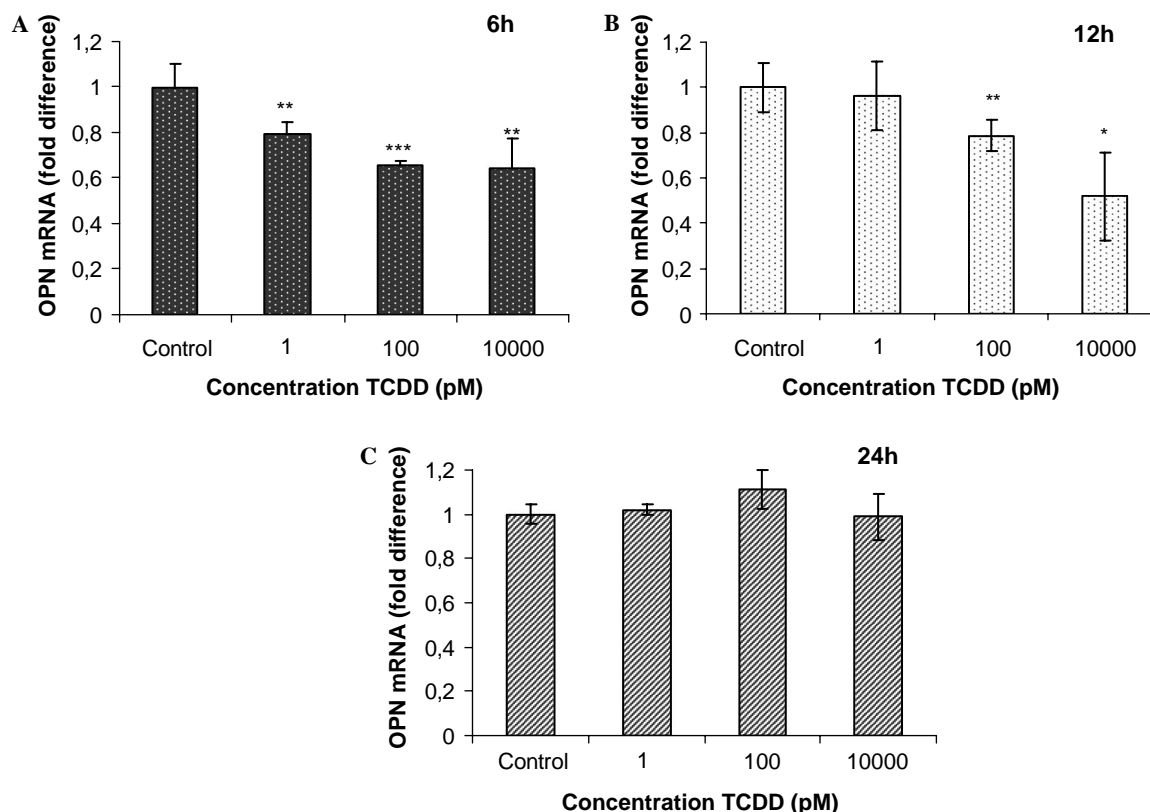 A
6h
OPN mRNA (fold difference)
1,2
1
0,8
0,6
0,4
0,2
0
**
***
**
Control 1 100 10000
Concentration TCDD (pM)
B
12h
OPN mRNA (fold difference)
1,2
1
0,8
0,6
0,4
0,2
0
**
*
Control 1 100 10000
Concentration TCDD (pM)
C
24h
OPN mRNA (fold difference)
1,2
1
0,8
0,6
0,4
0,2
0
Control 1 100 10000
Concentration TCDD (pM)